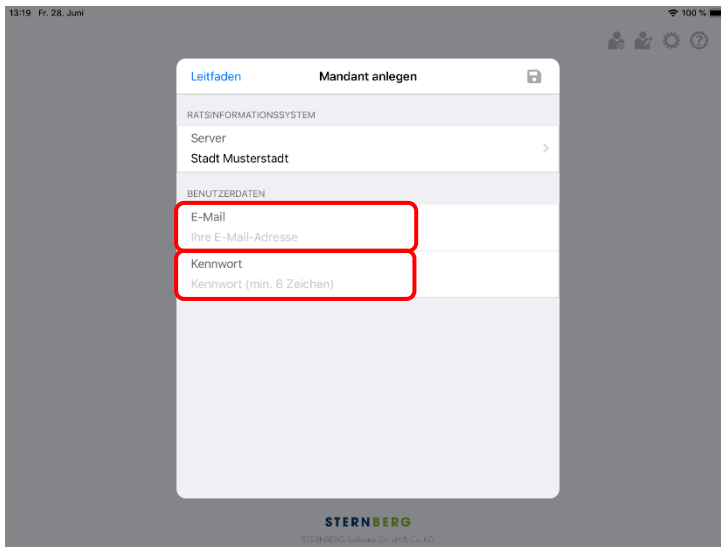 13:19 Fr. 28. Juni
100 %
Leitfaden Mandant anlegen
RATSINFORMATIONSSYSTEM
Server
Stadt Musterstadt
BENUTZERDATEN
E-Mail
Ihre E-Mail-Adresse
Kennwort
Kennwort (min. 6 Zeichen)
STERNBERG
STERNBERG Software GmbH & Co. KG